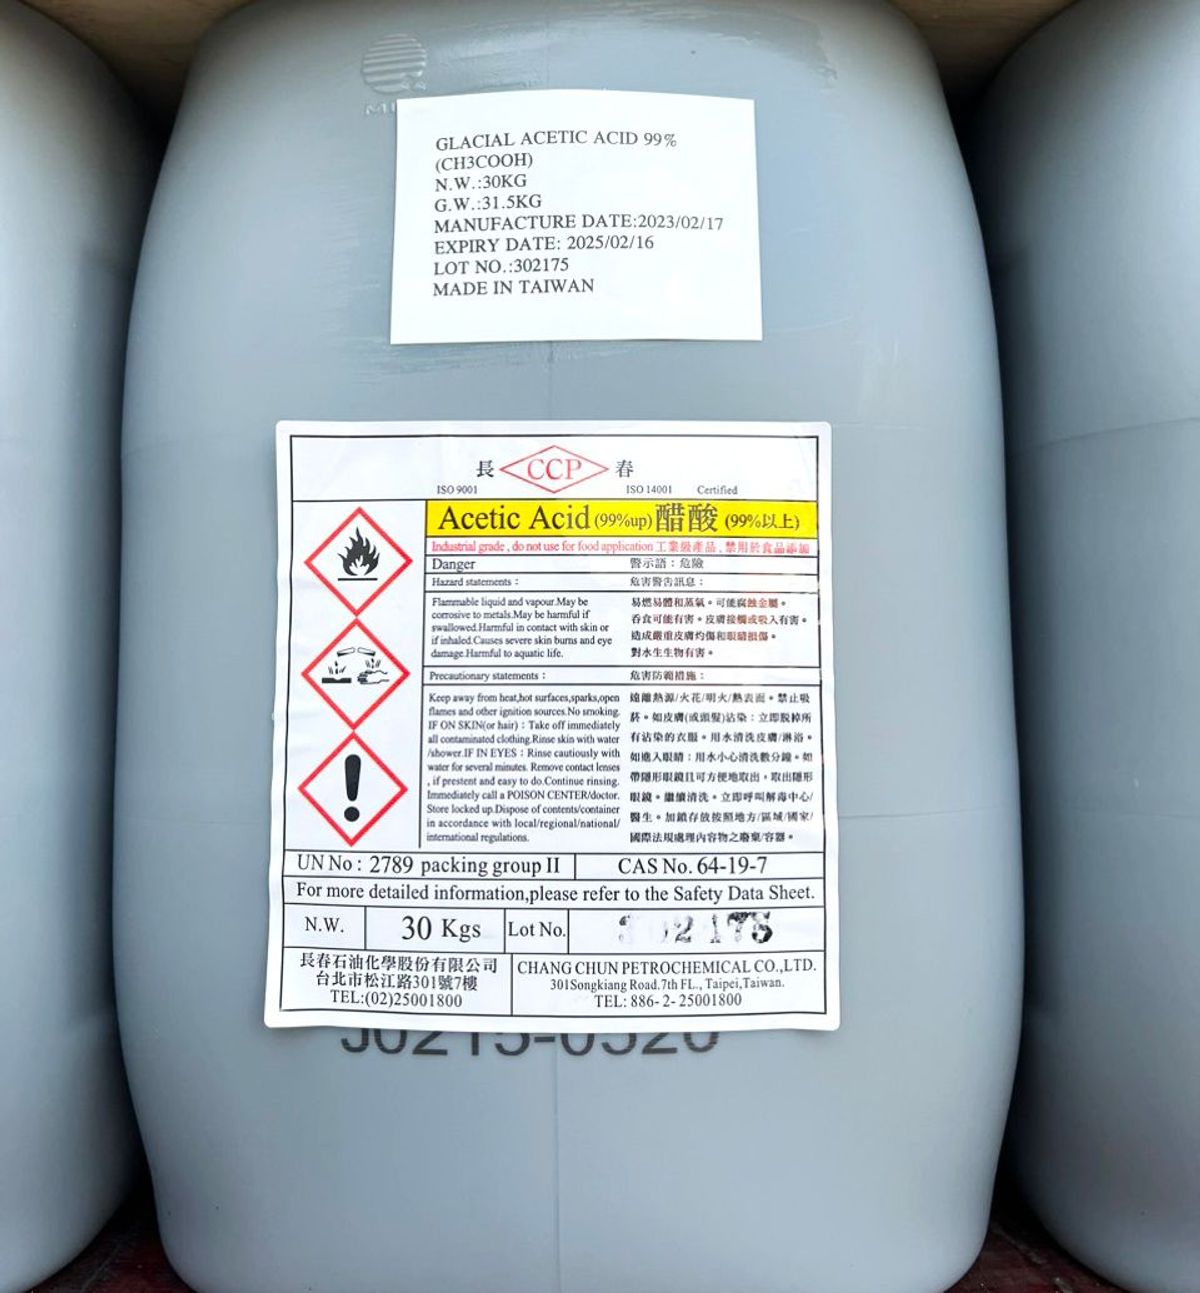 GLACIAL ACETIC ACID 99%
(CH3COOH)
N.W.:30KG
G.W.:31.5KG
MANUFACTURE DATE:2023/02/17
EXPIRY DATE: 2025/02/16
LOT NO.:302175
MADE IN TAIWAN
長 CCP 春
ISO 9001 ISO 14001 Certified
Acetic Acid (99%up) 醋酸 (99%以上)
Industrial grade, do not use for food application 工業級產品，禁用於食品添加
Danger 警示語：危險
Hazard statements： 危害警告訊息：
Flammable liquid and vapour.May be
corrosive to metals.May be harmful if
swallowed.Harmful in contact with skin or
if inhaled.Causes severe skin burns and eye
damage.Harmful to aquatic life.
易燃易體和蒸氣。可能腐蝕金屬。
吞食可能有害。皮膚接觸或吸入有害。
造成嚴重皮膚灼傷和眼睛損傷。
對水生生物有害。
Precautionary statements： 危害防範措施：
Keep away from heat,hot surfaces,sparks,open
flames and other ignition sources.No smoking.
IF ON SKIN(or hair)：Take off immediately
all contaminated clothing.Rinse skin with water
/shower.IF IN EYES：Rinse cautiously with
water for several minutes. Remove contact lenses
, if prestent and easy to do.Continue rinsing.
Immediately call a POISON CENTER/doctor.
Store locked up.Dispose of contents/container
in accordance with local/regional/national/
international regulations.
遠離熱源/火花/明火/熱表面。禁止吸
菸。如皮膚(或頭髮)沾染：立即脫掉所
有沾染的衣服。用水清洗皮膚/淋浴。
如進入眼睛：用水小心清洗數分鐘。如
帶隱形眼鏡且可方便地取出，取出隱形
眼鏡。繼續清洗。立即呼叫解毒中心/
醫生。加鎖存放按照地方/區域/國家/
國際法規處理內容物之廢棄/容器。
UN No : 2789 packing group II CAS No. 64-19-7
For more detailed information,please refer to the Safety Data Sheet.
N.W. 30 Kgs Lot No.
長春石油化學股份有限公司
台北市松江路301號7樓
TEL:(02)25001800
CHANG CHUN PETROCHEMICAL CO.,LTD.
301Songkiang Road.7th FL., Taipei,Taiwan.
TEL: 886- 2- 25001800